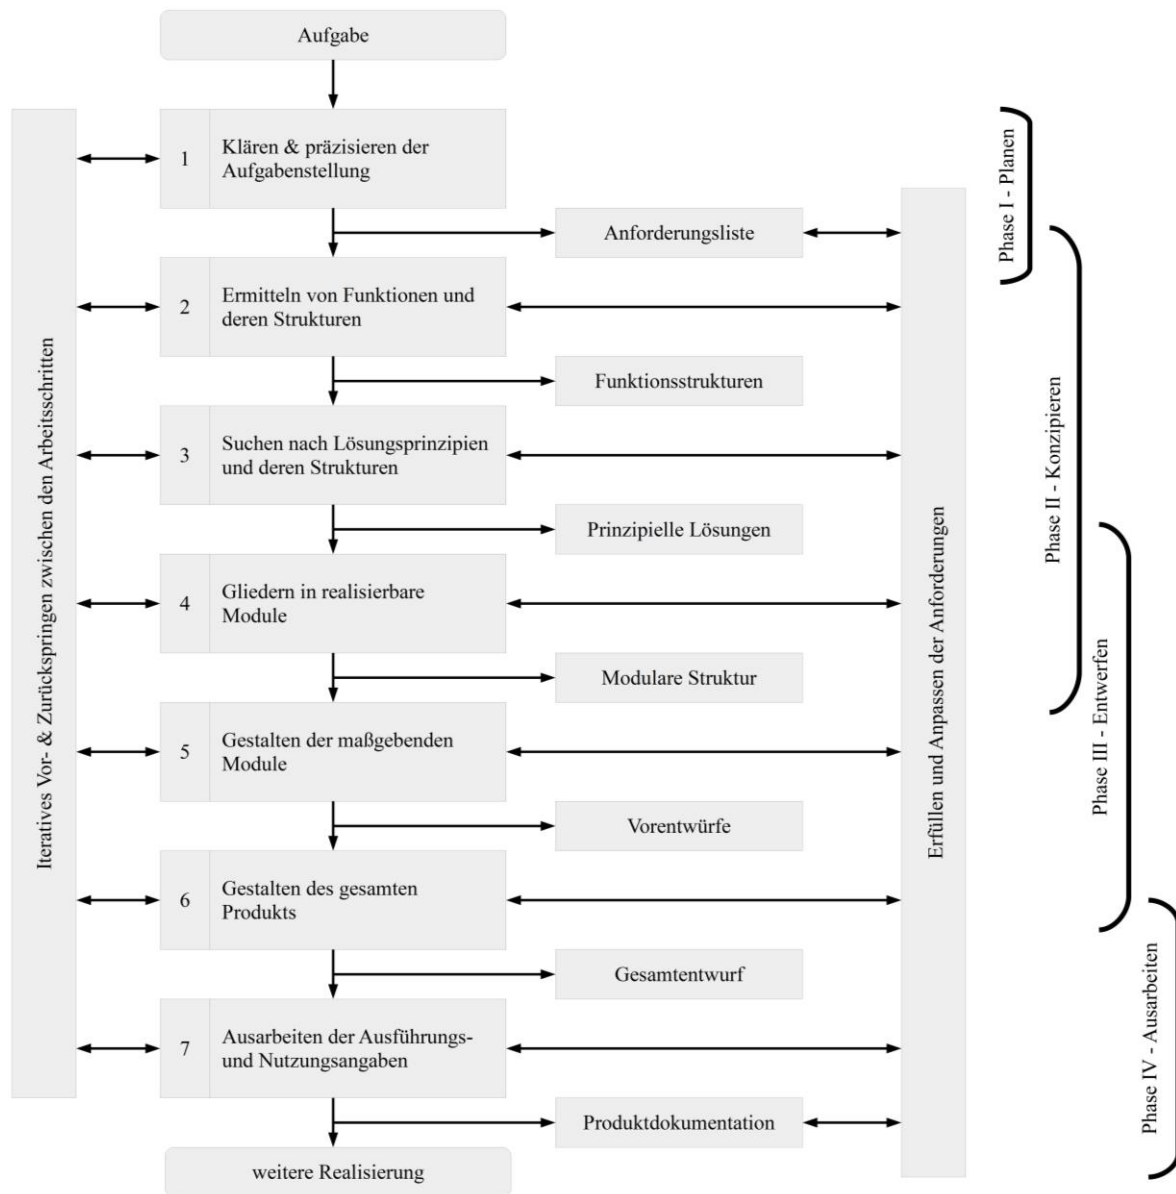 Aufgabe
Iteratives Vor- & Zurückspringen zwischen den Arbeitsschritten
1
Klären & präzisieren der
Aufgabenstellung
Anforderungsliste
2
Ermitteln von Funktionen und
deren Strukturen
Funktionsstrukturen
3
Suchen nach Lösungsprinzipien
und deren Strukturen
Prinzipielle Lösungen
4
Gliedern in realisierbare
Module
Modulare Struktur
5
Gestalten der maßgebenden
Module
Vorentwürfe
6
Gestalten des gesamten
Produkts
Gesamtentwurf
7
Ausarbeiten der Ausführungs-
und Nutzungsangaben
Produktdokumentation
weitere Realisierung
Erfüllen und Anpassen der Anforderungen
Phase I - Planen
Phase II - Konzipieren
Phase III - Entwerfen
Phase IV - Ausarbeiten